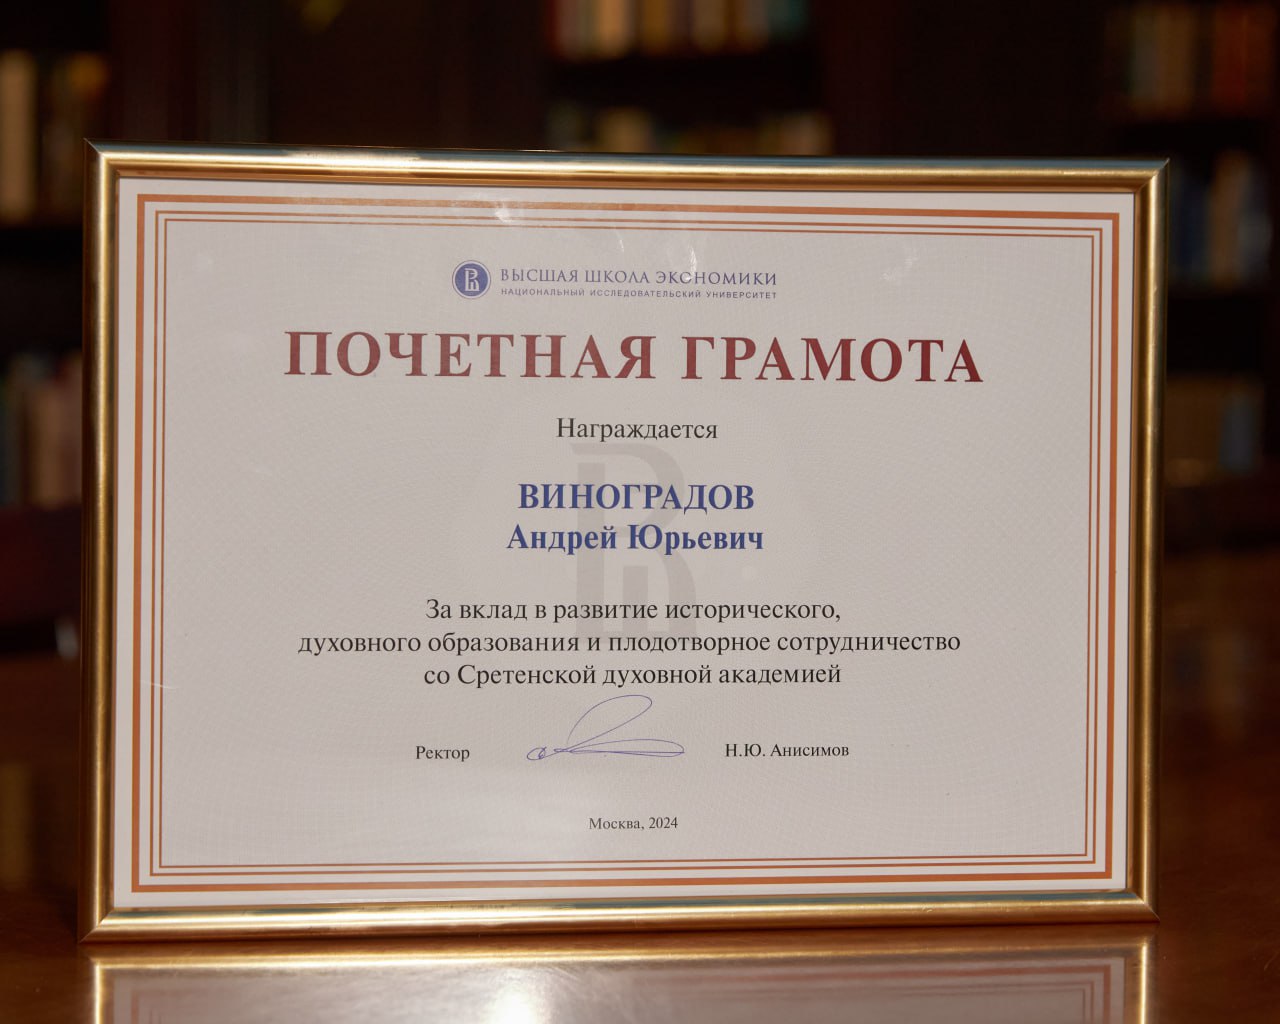 ВЫСШАЯ ШКОЛА ЭКОНОМИКИ
НАЦИОНАЛЬНЫЙ ИССЛЕДОВАТЕЛЬСКИЙ УНИВЕРСИТЕТ
ПОЧЕТНАЯ ГРАМОТА
Награждается
ВИНОГРАДОВ
Андрей Юрьевич
За вклад в развитие исторического,
духовного образования и плодотворное сотрудничество
со Сретенской духовной академией
Ректор Н.Ю. Анисимов
Москва, 2024